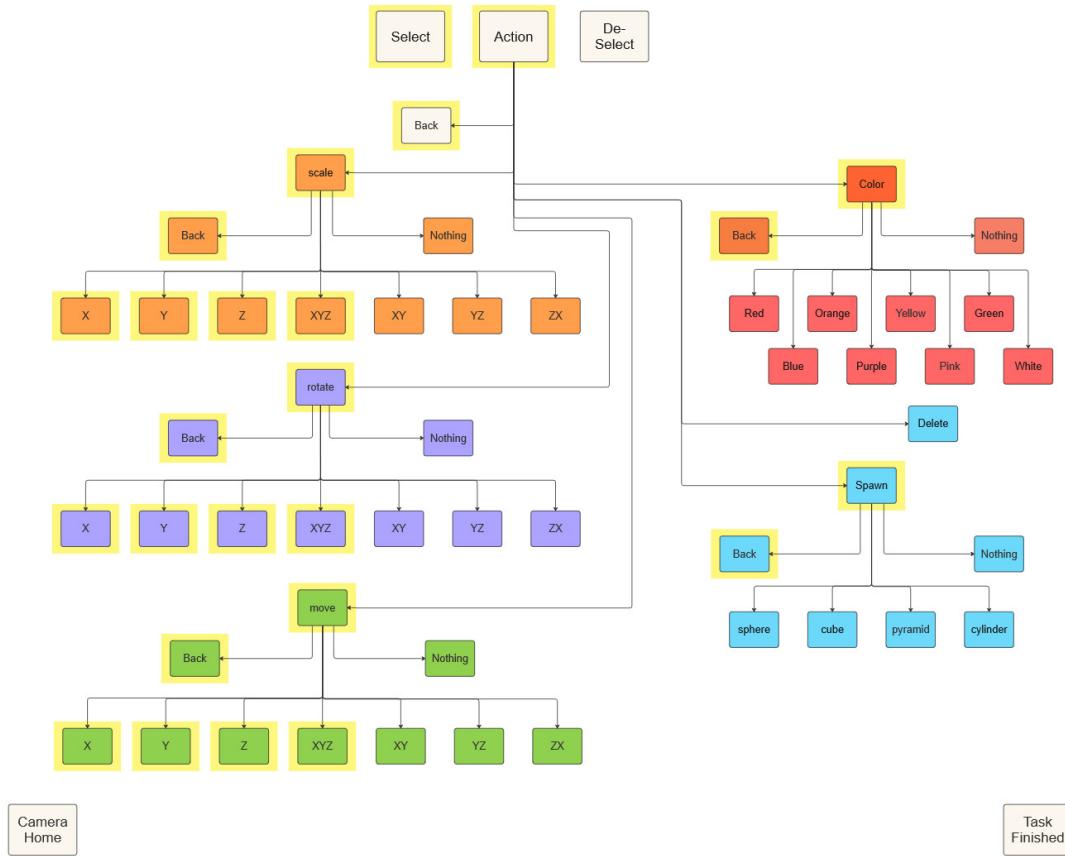 Select
Action
De-
Select
Back
scale
Color
Back
Nothing
Back
Nothing
X
Y
Z
XYZ
XY
YZ
ZX
Red
Orange
Yellow
Green
Blue
Purple
Pink
White
rotate
Back
Nothing
Delete
Spawn
X
Y
Z
XYZ
XY
YZ
ZX
Back
Nothing
move
sphere
cube
pyramid
cylinder
Back
Nothing
X
Y
Z
XYZ
XY
YZ
ZX
Camera
Home
Task
Finished